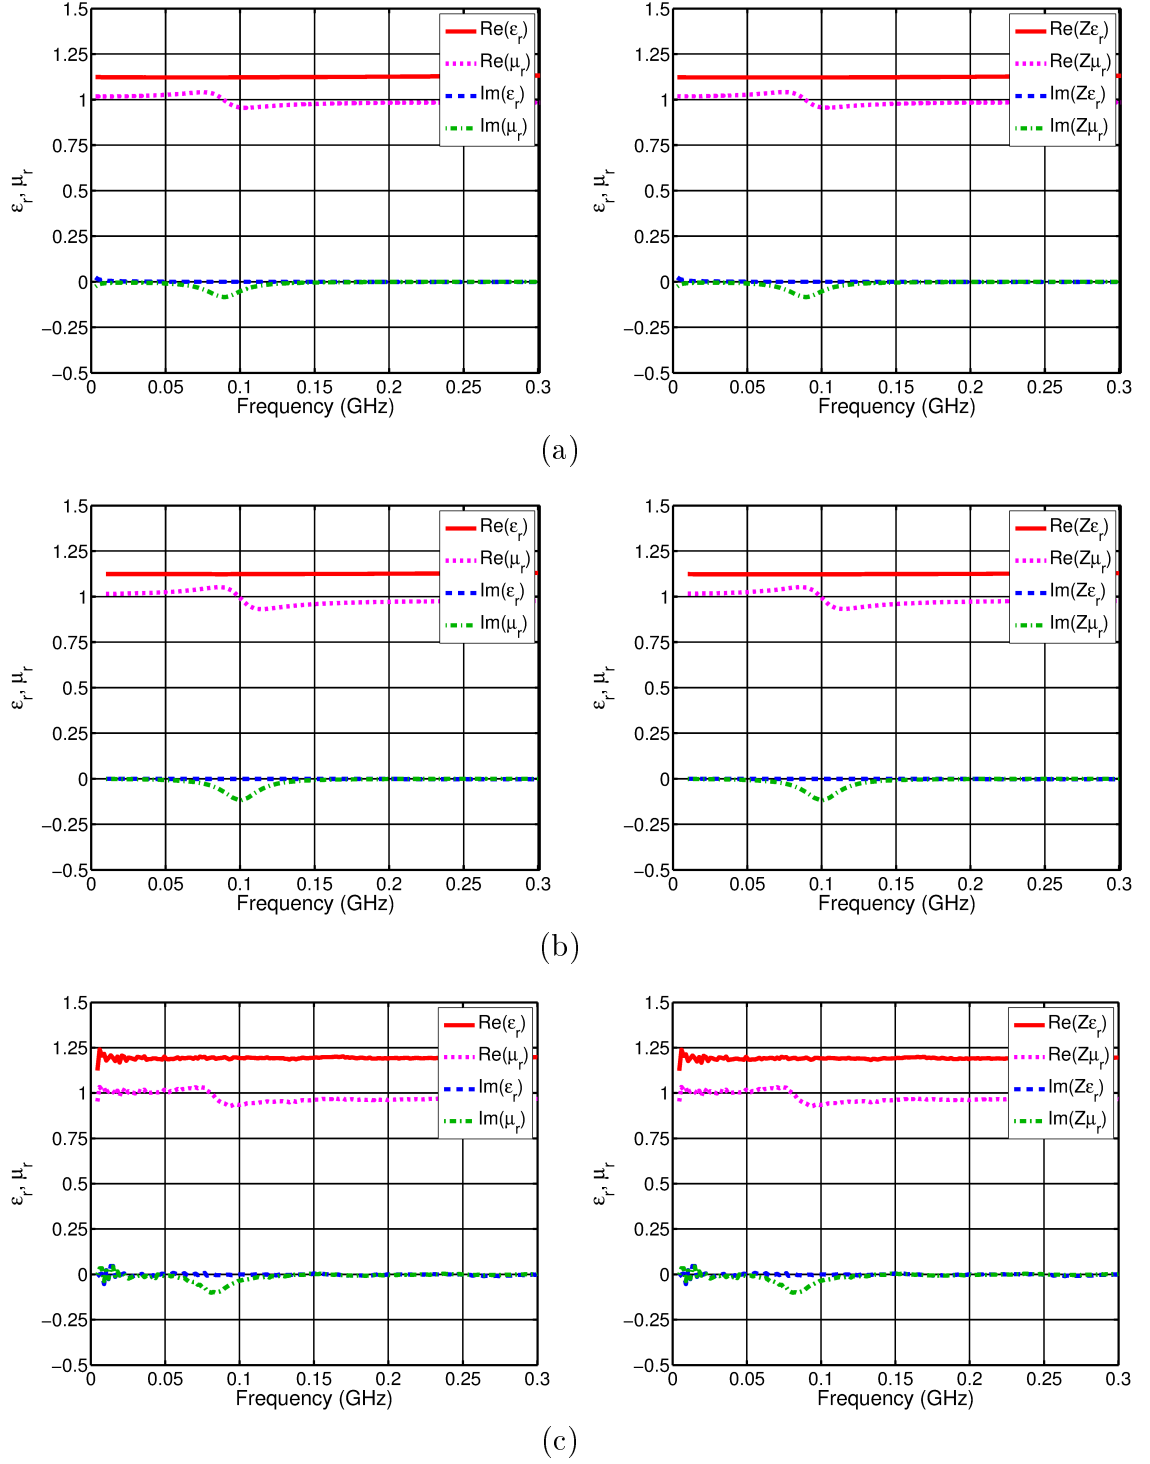 1.5
1.25
1
0.75
0.5
0.25
0
−0.25
−0.5
εr, μr
Re(εr)
Re(μr)
Im(εr)
Im(μr)
0 0.05 0.1 0.15 0.2 0.25 0.3
Frequency (GHz)
1.5
1.25
1
0.75
0.5
0.25
0
−0.25
−0.5
εr, μr
Re(Zεr)
Re(Zμr)
Im(Zεr)
Im(Zμr)
0 0.05 0.1 0.15 0.2 0.25 0.3
Frequency (GHz)
(a)
1.5
1.25
1
0.75
0.5
0.25
0
−0.25
−0.5
εr, μr
Re(εr)
Re(μr)
Im(εr)
Im(μr)
0 0.05 0.1 0.15 0.2 0.25 0.3
Frequency (GHz)
1.5
1.25
1
0.75
0.5
0.25
0
−0.25
−0.5
εr, μr
Re(Zεr)
Re(Zμr)
Im(Zεr)
Im(Zμr)
0 0.05 0.1 0.15 0.2 0.25 0.3
Frequency (GHz)
(b)
1.5
1.25
1
0.75
0.5
0.25
0
−0.25
−0.5
εr, μr
Re(εr)
Re(μr)
Im(εr)
Im(μr)
0 0.05 0.1 0.15 0.2 0.25 0.3
Frequency (GHz)
1.5
1.25
1
0.75
0.5
0.25
0
−0.25
−0.5
εr, μr
Re(Zεr)
Re(Zμr)
Im(Zεr)
Im(Zμr)
0 0.05 0.1 0.15 0.2 0.25 0.3
Frequency (GHz)
(c)